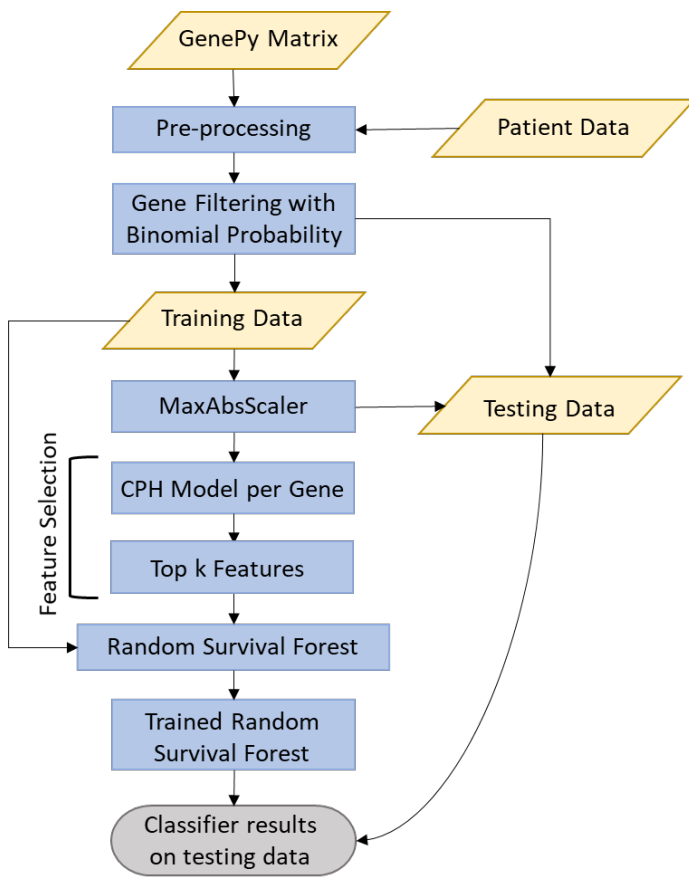 GenePy Matrix
Pre-processing
Patient Data
Gene Filtering with
Binomial Probability
Training Data
MaxAbsScaler
Testing Data
Feature Selection
CPH Model per Gene
Top k Features
Random Survival Forest
Trained Random
Survival Forest
Classifier results
on testing data